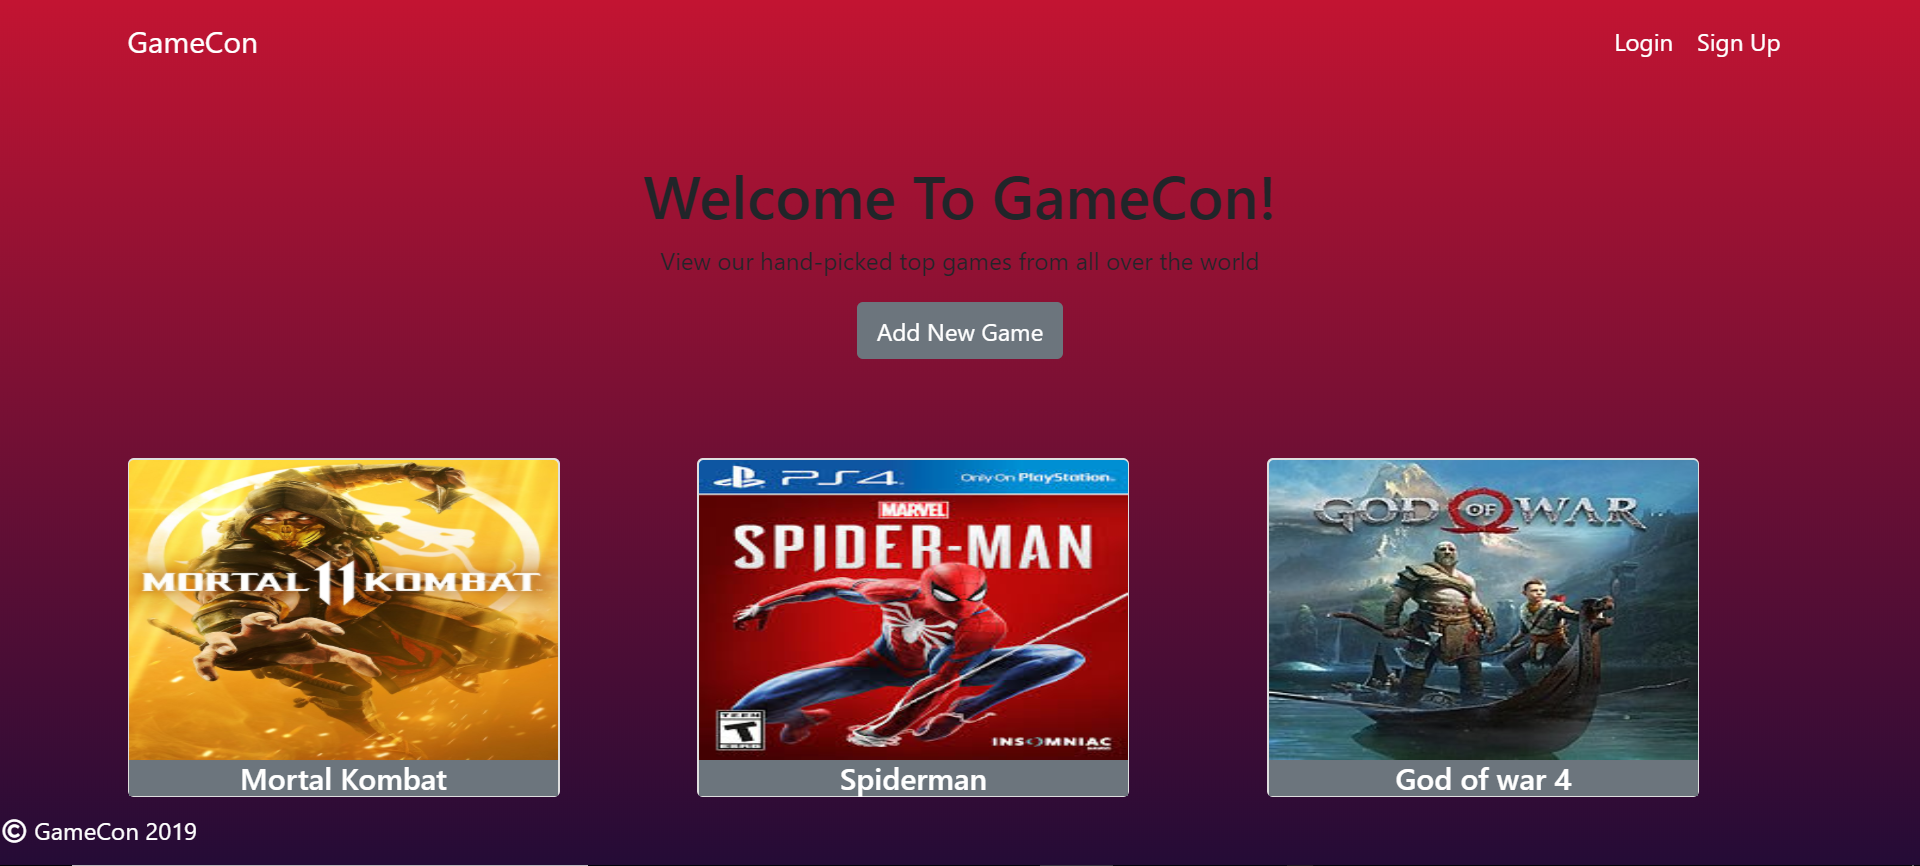 GameCon
Login Sign Up
Welcome To GameCon!
View our hand-picked top games from all over the world
Add New Game
MORTAL 11 KOMBAT
Mortal Kombat
PS4 Only On PlayStation
MARVEL
SPIDER-MAN
TEEN
T
ESRB
INSOMNIAC
GAMES
Spiderman
GOD OF WAR
God of war 4
© GameCon 2019